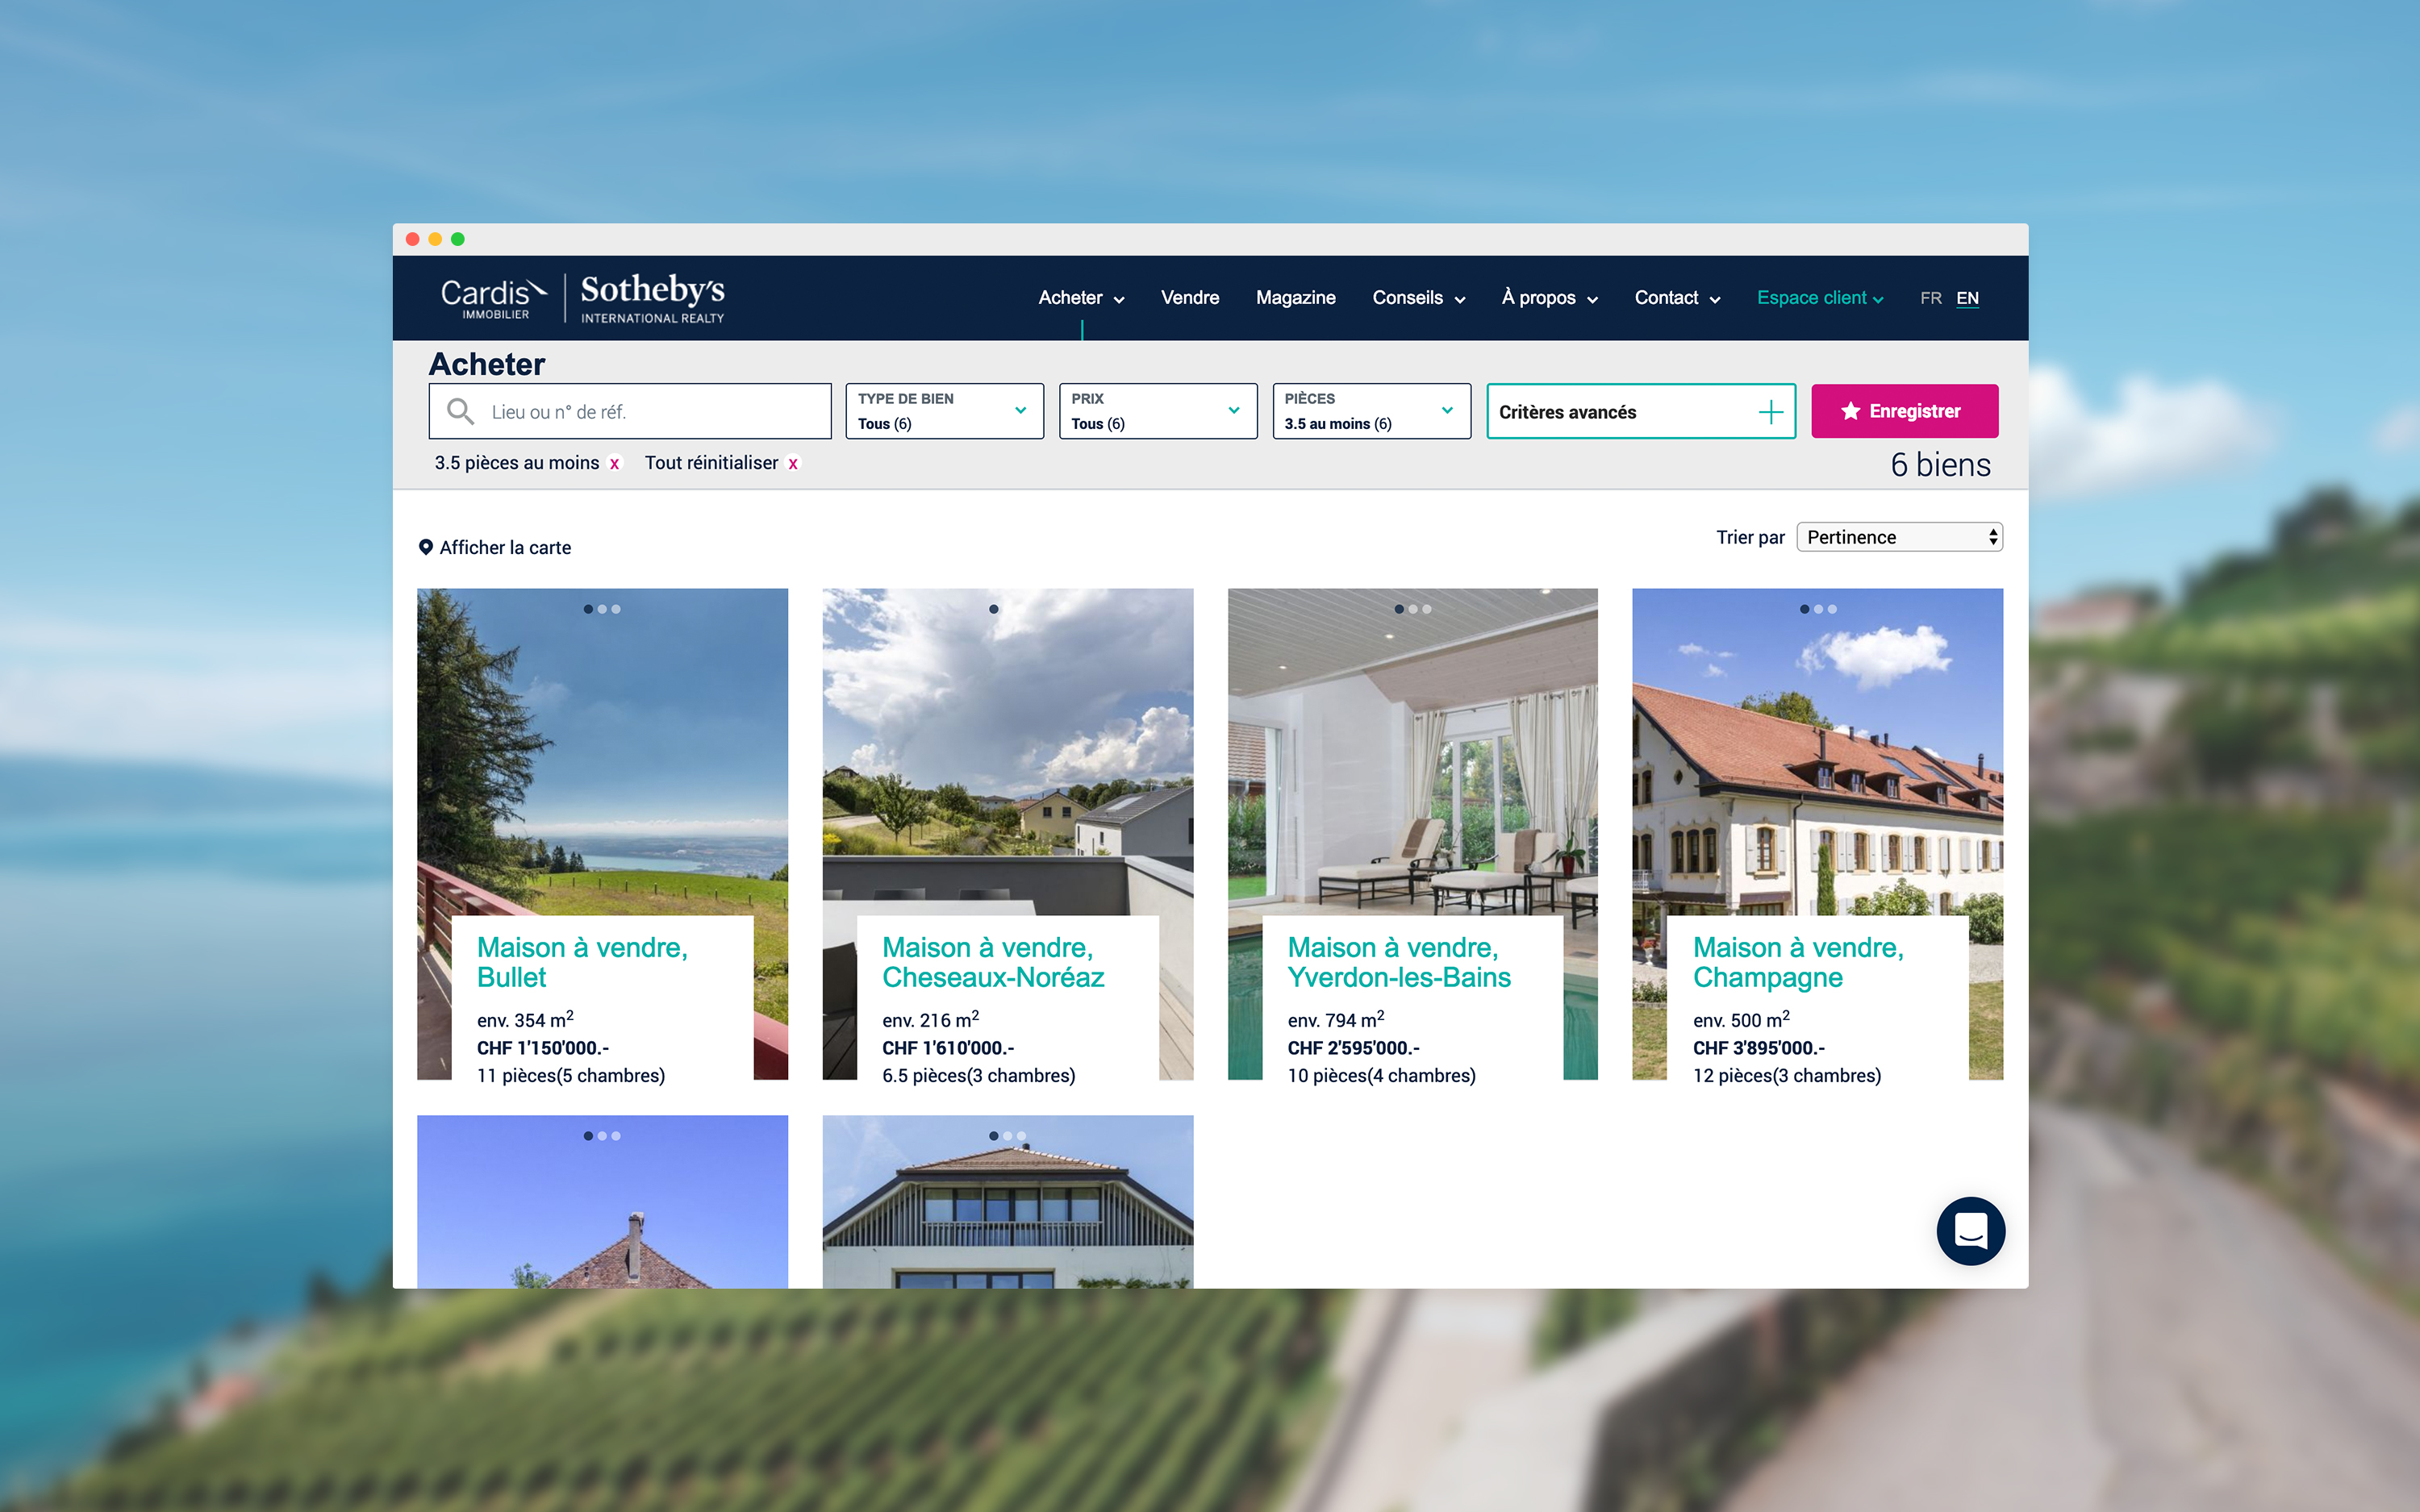 Cardis
IMMOBILIER
Sotheby's
INTERNATIONAL REALTY
Acheter
Vendre
Magazine
Conseils
À propos
Contact
Espace client
FR
EN
Acheter
Lieu ou n° de réf.
TYPE DE BIEN
Tous (6)
PRIX
Tous (6)
PIÈCES
3.5 au moins (6)
Critères avancés
Enregistrer
3.5 pièces au moins x
Tout réinitialiser x
6 biens
Afficher la carte
Trier par
Pertinence
Maison à vendre,
Bullet
env. 354 m²
CHF 1'150'000.-
11 pièces(5 chambres)
Maison à vendre,
Cheseaux-Noréaz
env. 216 m²
CHF 1'610'000.-
6.5 pièces(3 chambres)
Maison à vendre,
Yverdon-les-Bains
env. 794 m²
CHF 2'595'000.-
10 pièces(4 chambres)
Maison à vendre,
Champagne
env. 500 m²
CHF 3'895'000.-
12 pièces(3 chambres)